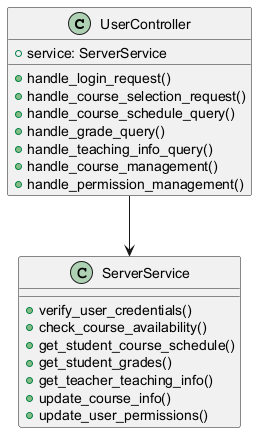 C UserController
service: ServerService
handle_login_request()
handle_course_selection_request()
handle_course_schedule_query()
handle_grade_query()
handle_teaching_info_query()
handle_course_management()
handle_permission_management()
C ServerService
verify_user_credentials()
check_course_availability()
get_student_course_schedule()
get_student_grades()
get_teacher_teaching_info()
update_course_info()
update_user_permissions()